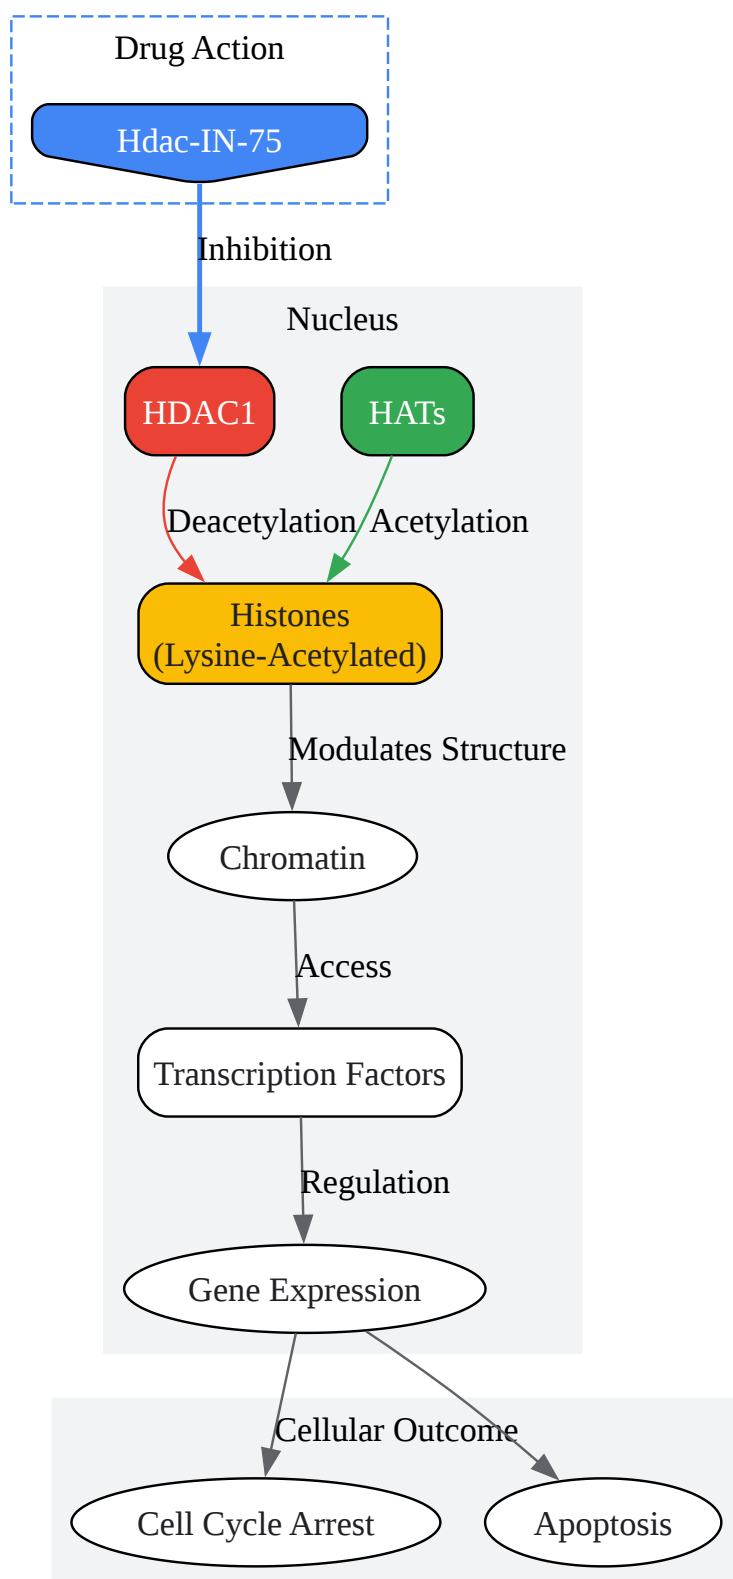 Drug Action
Hdac-IN-75
Inhibition
Nucleus
HDAC1
HATs
Deacetylation
Acetylation
Histones
(Lysine-Acetylated)
Modulates Structure
Chromatin
Access
Transcription Factors
Regulation
Gene Expression
Cellular Outcome
Cell Cycle Arrest
Apoptosis